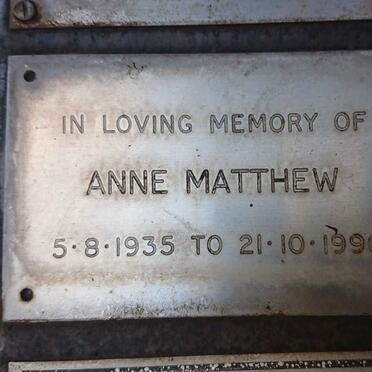 IN LOVING MEMORY OF
ANNE MATTHEW
5·8·1935 TO 21·10·199